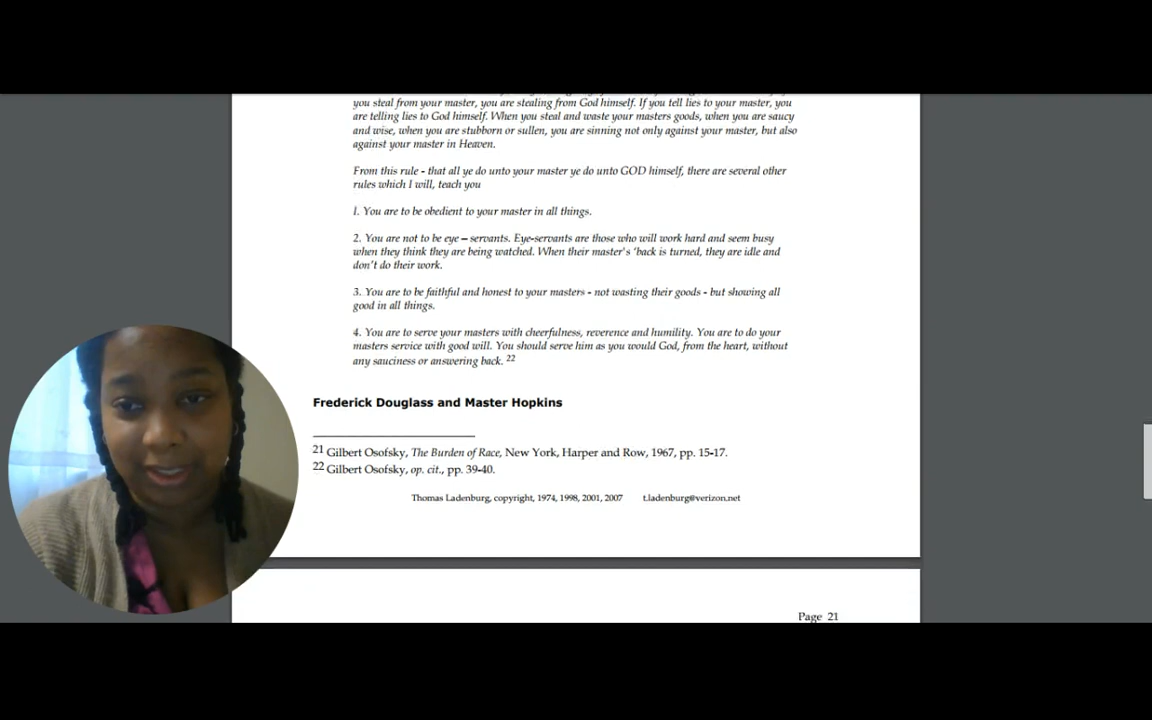 you steal from your master, you are stealing from God himself. If you tell lies to your master, you
are telling lies to God himself. When you steal and waste your masters goods, when you are saucy
and wise, when you are stubborn or sullen, you are sinning not only against your master, but also
against your master in Heaven.
From this rule - that all ye do unto your master ye do unto GOD himself, there are several other
rules which I will, teach you
1. You are to be obedient to your master in all things.
2. You are not to be eye – servants. Eye-servants are those who will work hard and seem busy
when they think they are being watched. When their master's 'back is turned, they are idle and
don't do their work.
3. You are to be faithful and honest to your masters - not wasting their goods - but showing all
good in all things.
4. You are to serve your masters with cheerfulness, reverence and humility. You are to do your
masters service with good will. You should serve him as you would God, from the heart, without
any sauciness or answering back. 22
Frederick Douglass and Master Hopkins
21 Gilbert Osofsky, The Burden of Race, New York, Harper and Row, 1967, pp. 15-17.
22 Gilbert Osofsky, op. cit., pp. 39-40.
Thomas Ladenburg, copyright, 1974, 1998, 2001, 2007 t.ladenburg@verizon.net
Page 21